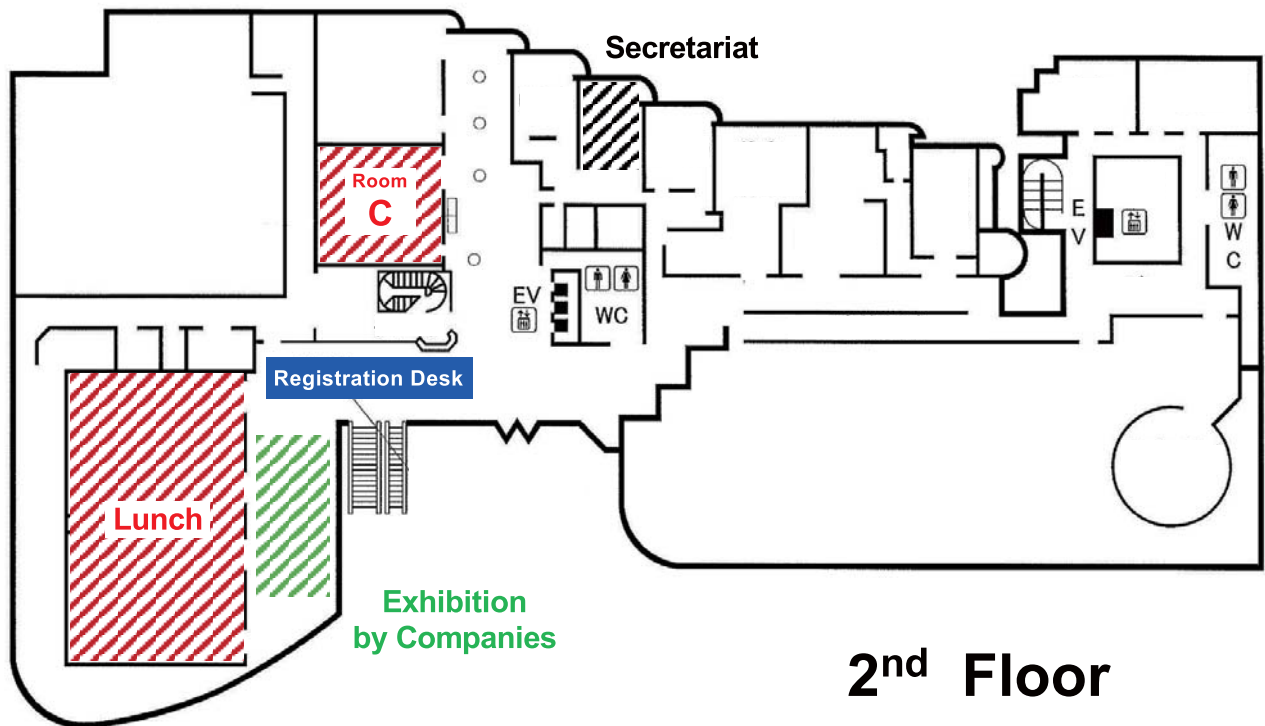 Secretariat
Room
C
E
V
W
C
EV
WC
Registration Desk
Lunch
Exhibition
by Companies
2nd Floor